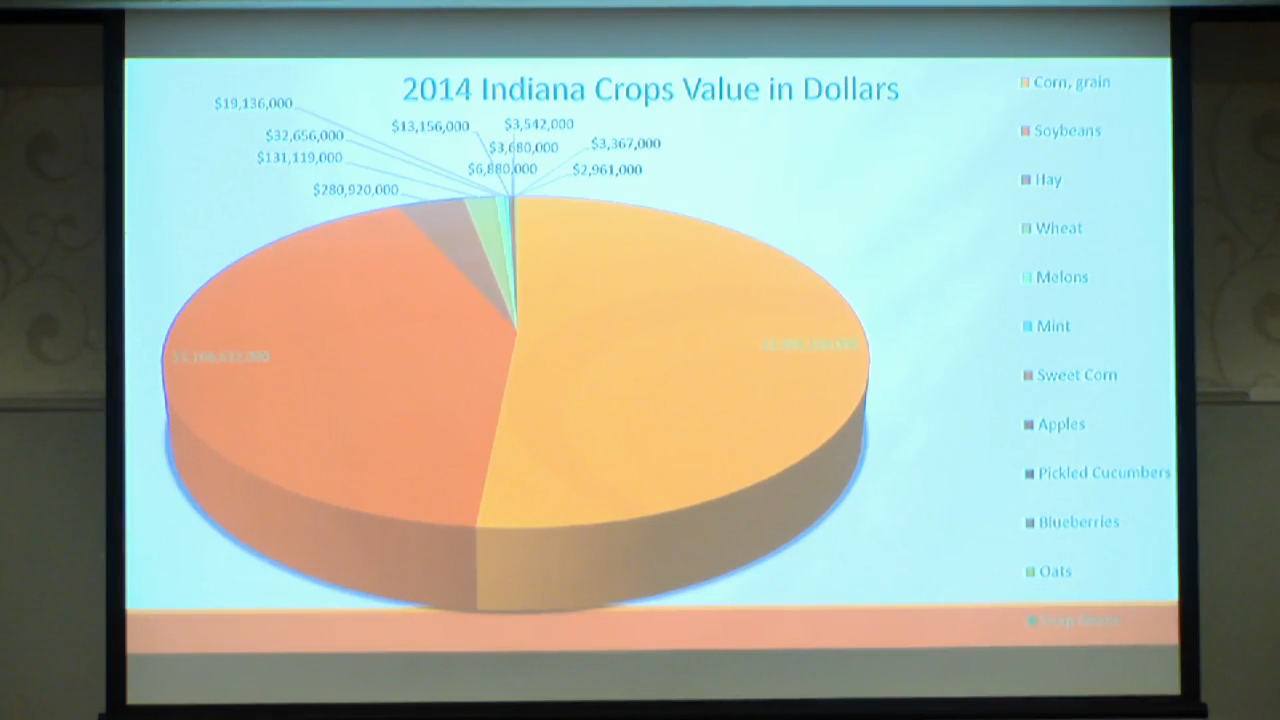 2014 Indiana Crops Value in Dollars
$19,136,000
$13,156,000
$3,542,000
$32,656,000
$3,680,000
$3,367,000
$131,119,000
$6,880,000
$2,961,000
$280,920,000
Corn, grain
Soybeans
Hay
Wheat
Melons
Mint
Sweet Corn
Apples
Pickled Cucumbers
Blueberries
Oats